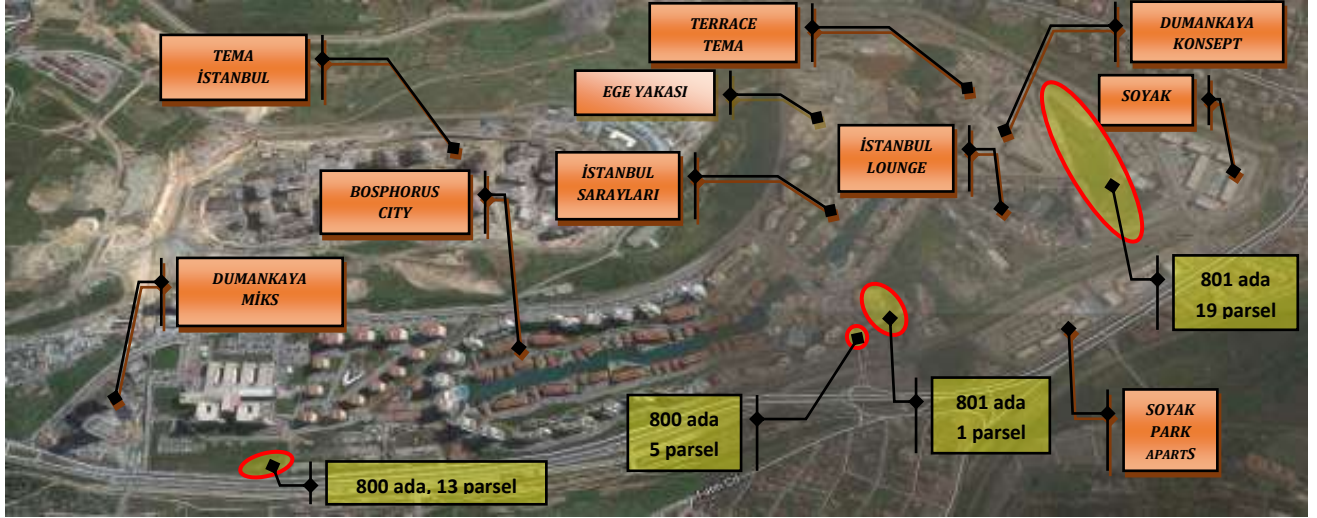 TERRACE
TEMA
DUMANKAYA
KONSEPT
TEMA
İSTANBUL
EGE YAKASI
SOYAK
İSTANBUL
LOUNGE
İSTANBUL
SARAYLARI
BOSPHORUS
CITY
DUMANKAYA
MİKS
801 ada
19 parsel
800 ada
5 parsel
801 ada
1 parsel
SOYAK
PARK
APARTS
800 ada, 13 parsel